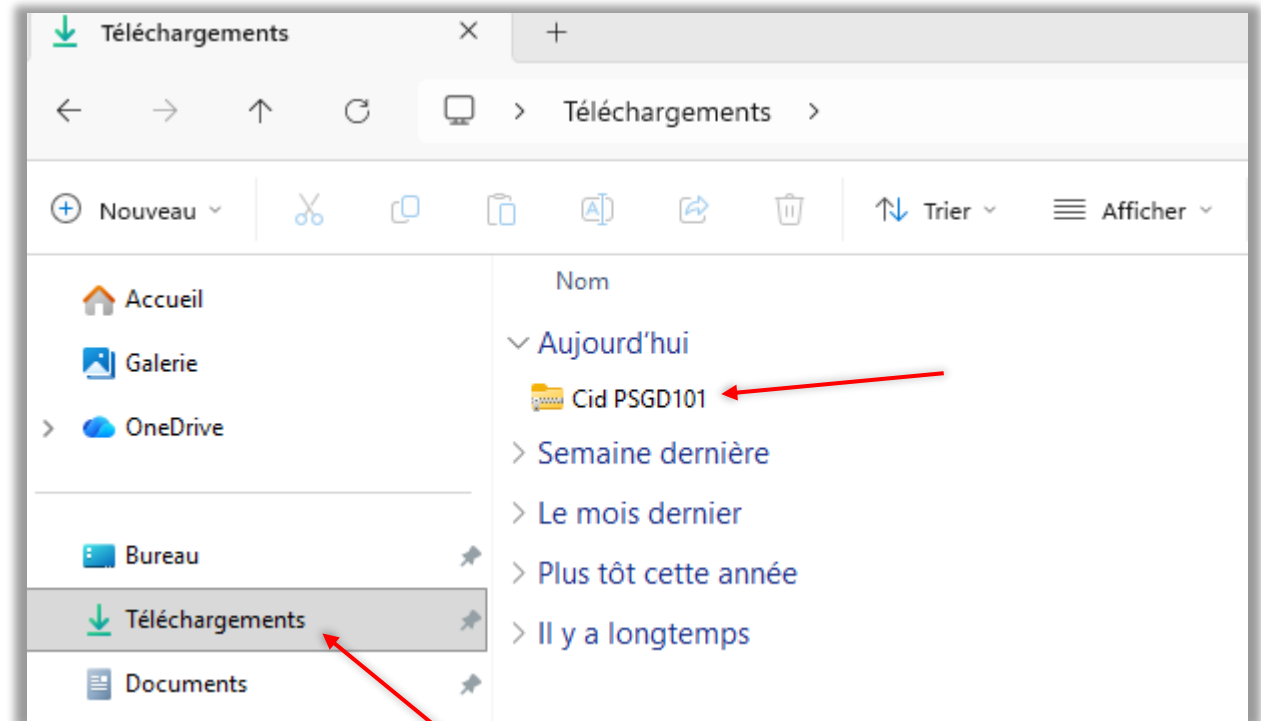 Téléchargements
Téléchargements
Nouveau
Trier
Afficher
Accueil
Galerie
OneDrive
Bureau
Téléchargements
Documents
Nom
Aujourd'hui
Cid PSGD101
Semaine dernière
Le mois dernier
Plus tôt cette année
Il y a longtemps